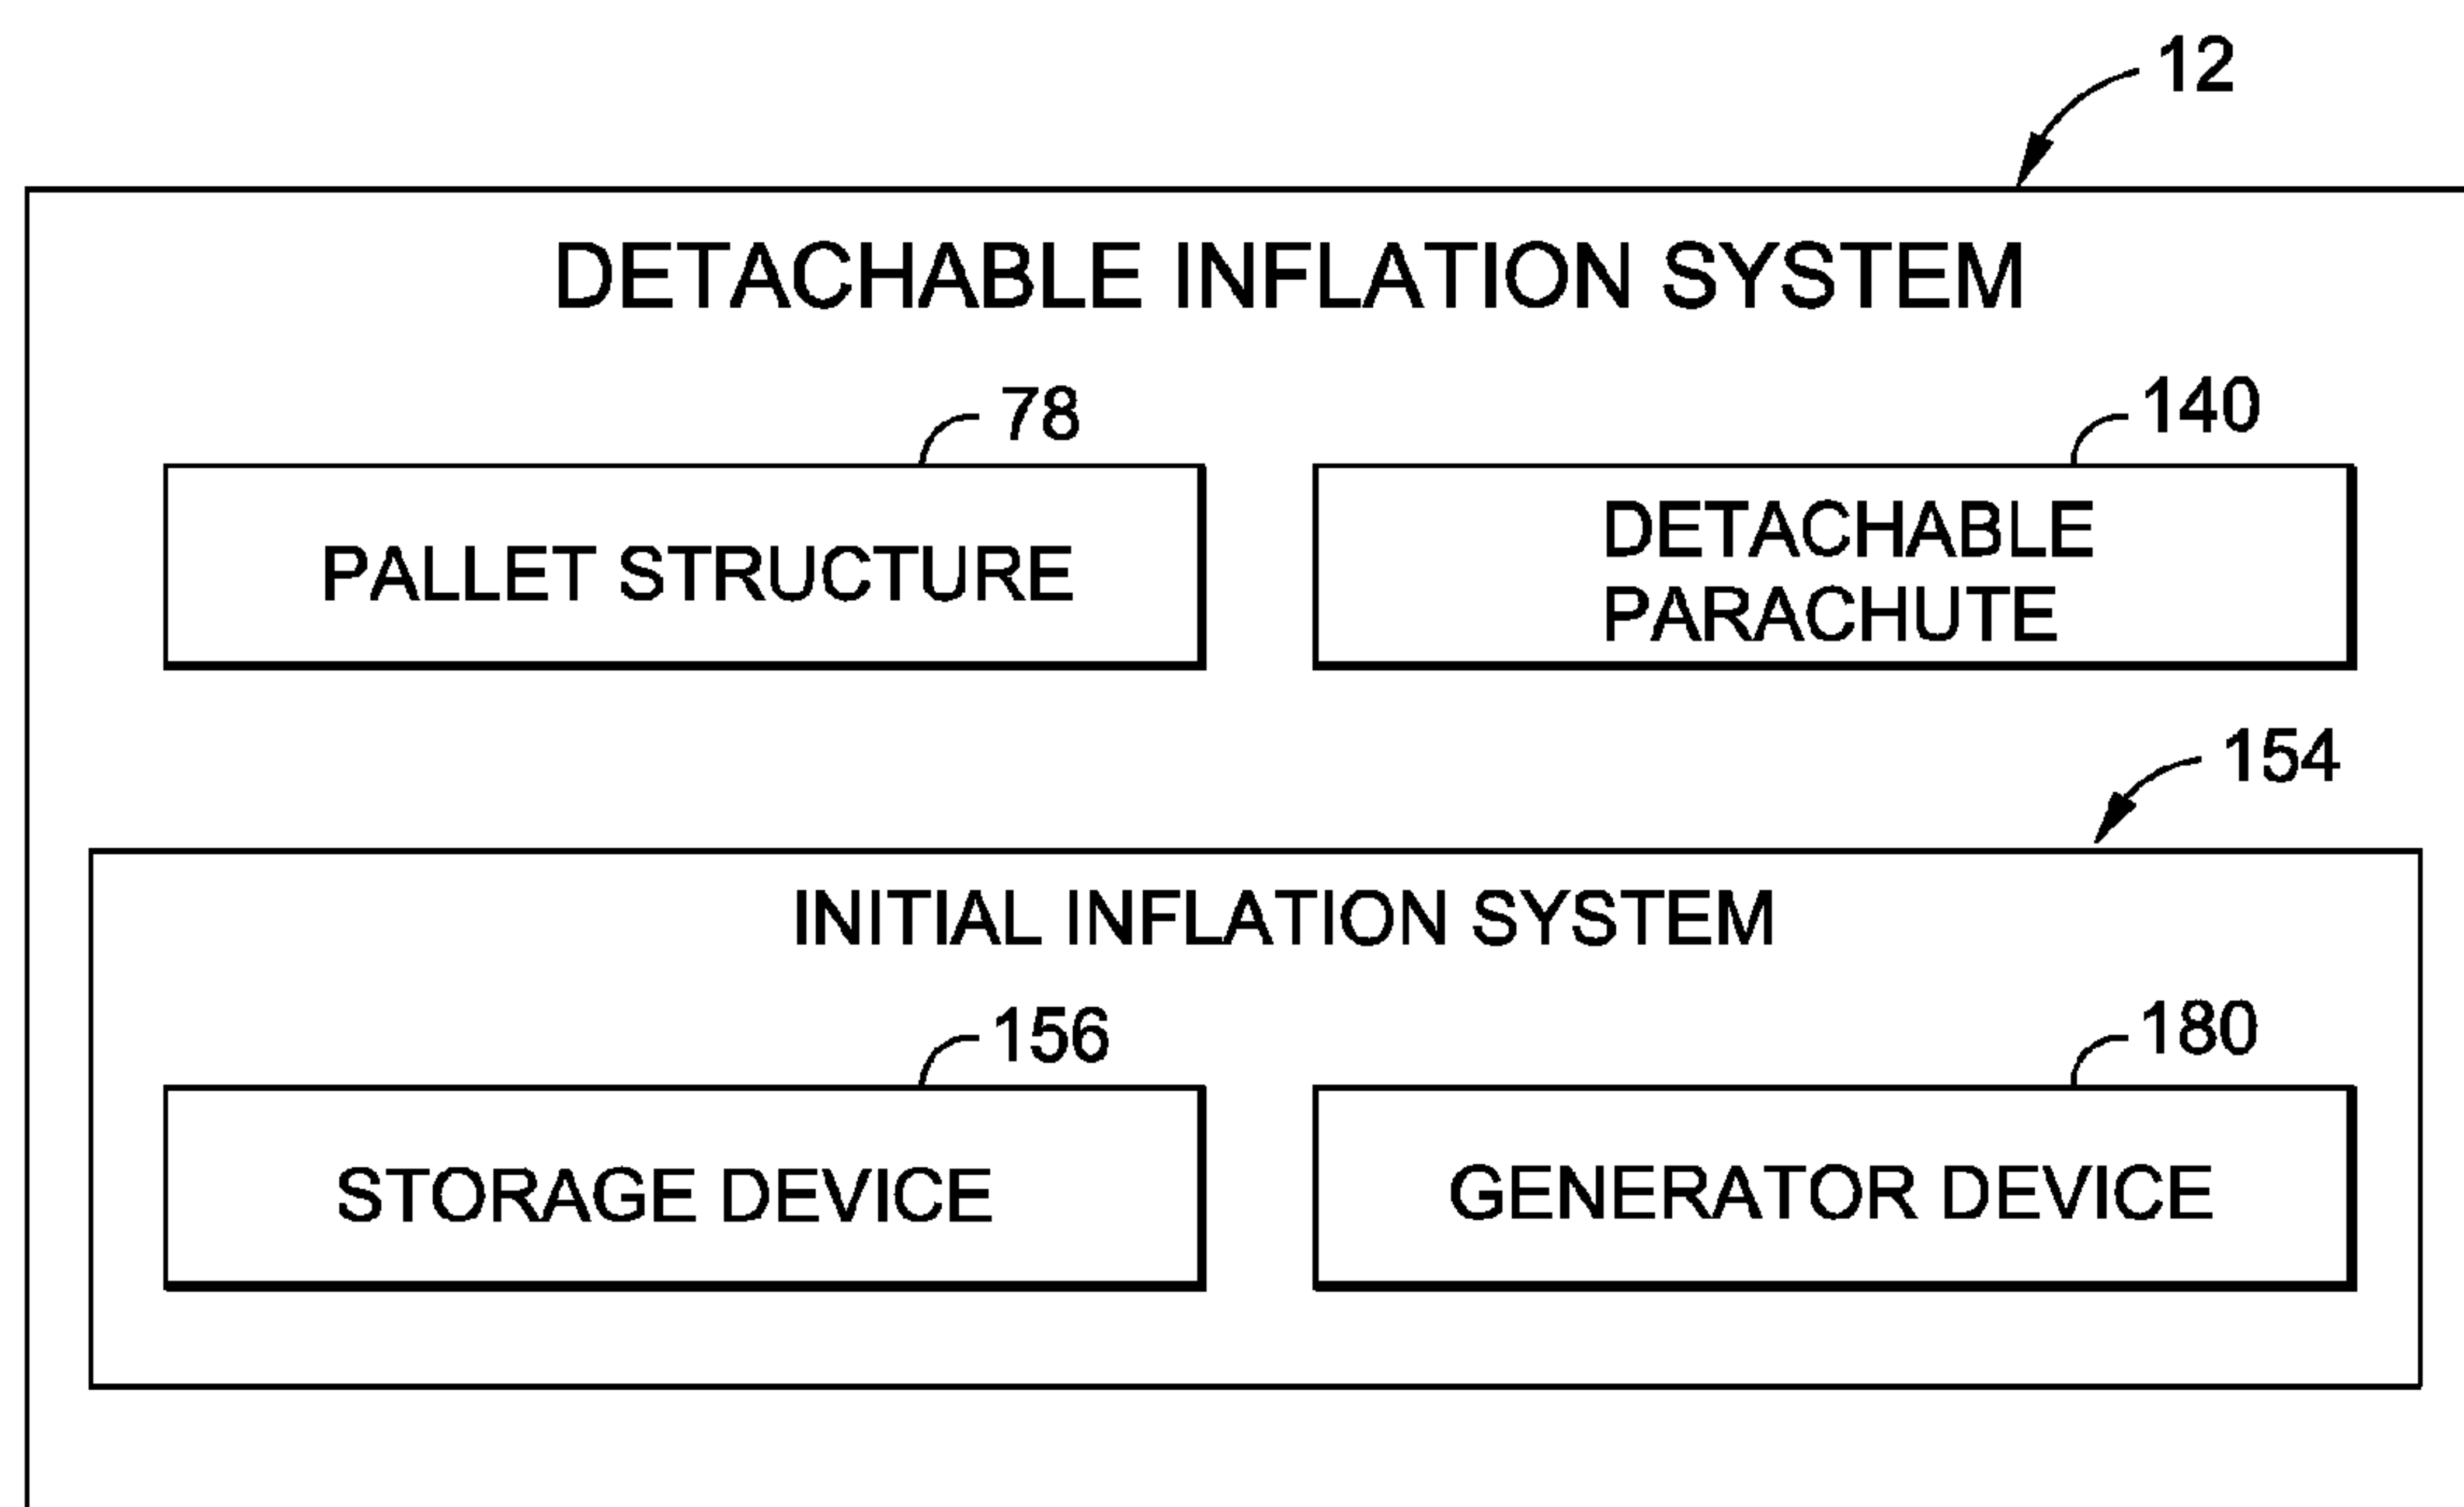 12
DETACHABLE INFLATION SYSTEM
78
140
PALLET STRUCTURE
DETACHABLE
PARACHUTE
154
INITIAL INFLATION SYSTEM
156
180
STORAGE DEVICE
GENERATOR DEVICE